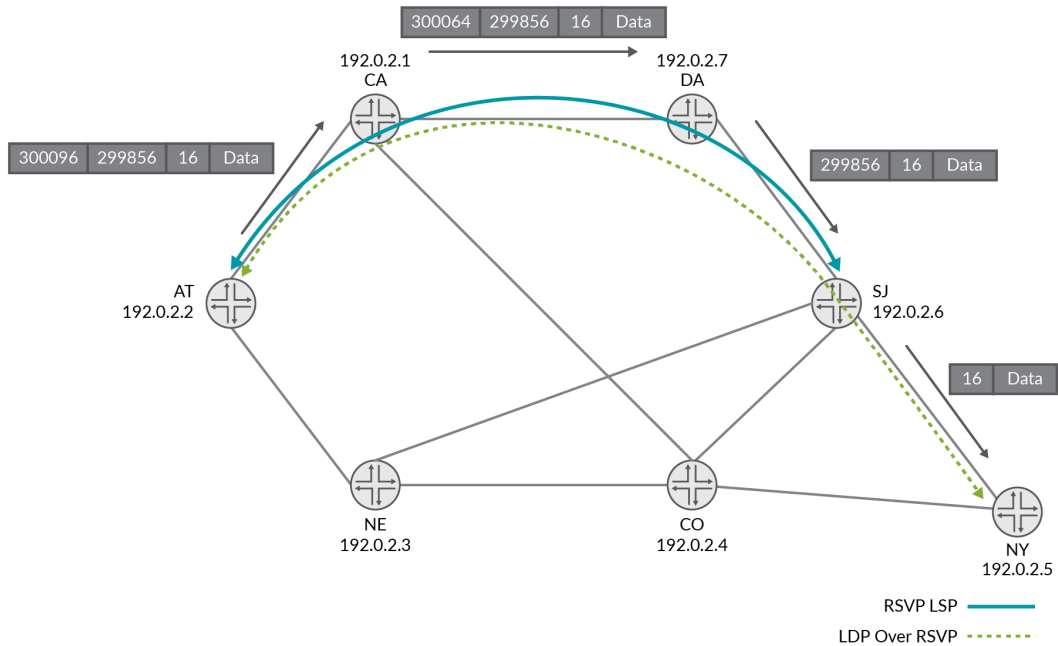 300064 299856 16 Data
192.0.2.1
CA
192.0.2.7
DA
300096 299856 16 Data
299856 16 Data
AT
192.0.2.2
SJ
192.0.2.6
16 Data
NE
192.0.2.3
CO
192.0.2.4
NY
192.0.2.5
RSVP LSP
LDP Over RSVP